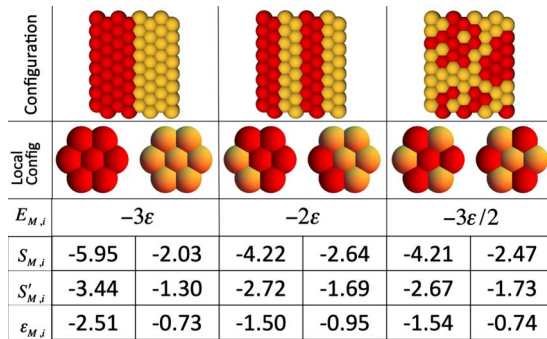 Configuration
Local Config
E_{M,i} −3ε −2ε −3ε/2
S_{M,i} -5.95 -2.03 -4.22 -2.64 -4.21 -2.47
S'_{M,i} -3.44 -1.30 -2.72 -1.69 -2.67 -1.73
ε_{M,i} -2.51 -0.73 -1.50 -0.95 -1.54 -0.74